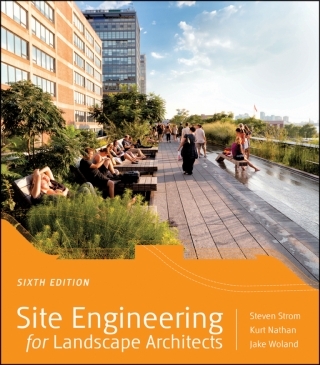 SIXTH EDITION
Site Engineering
for Landscape Architects
Steven Strom
Kurt Nathan
Jake Woland